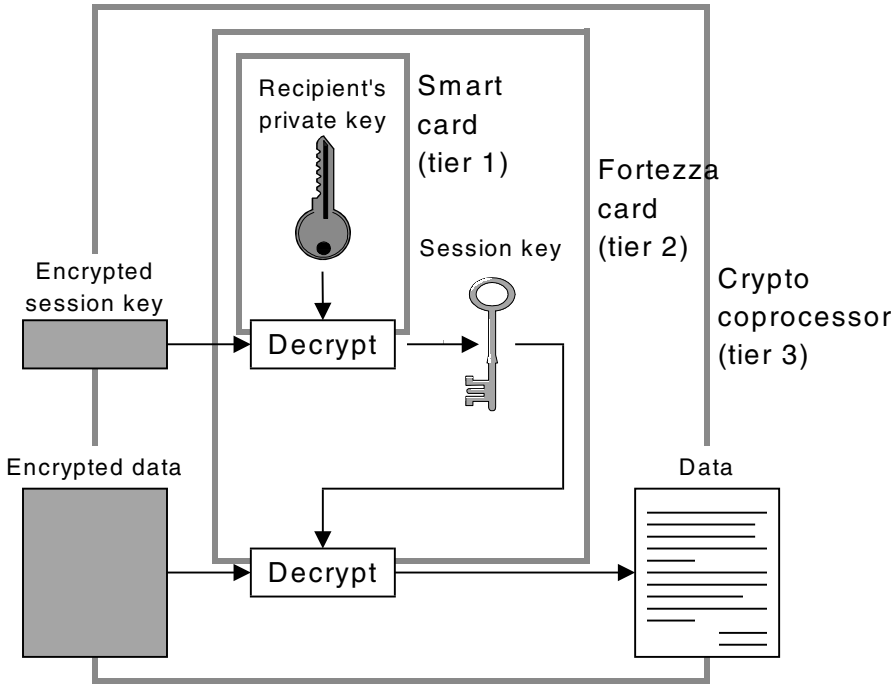 Recipient's
private key
Smart
card
(tier 1)
Fortezza
card
(tier 2)
Session key
Crypto
coprocessor
(tier 3)
Encrypted
session key
Decrypt
Encrypted data
Data
Decrypt